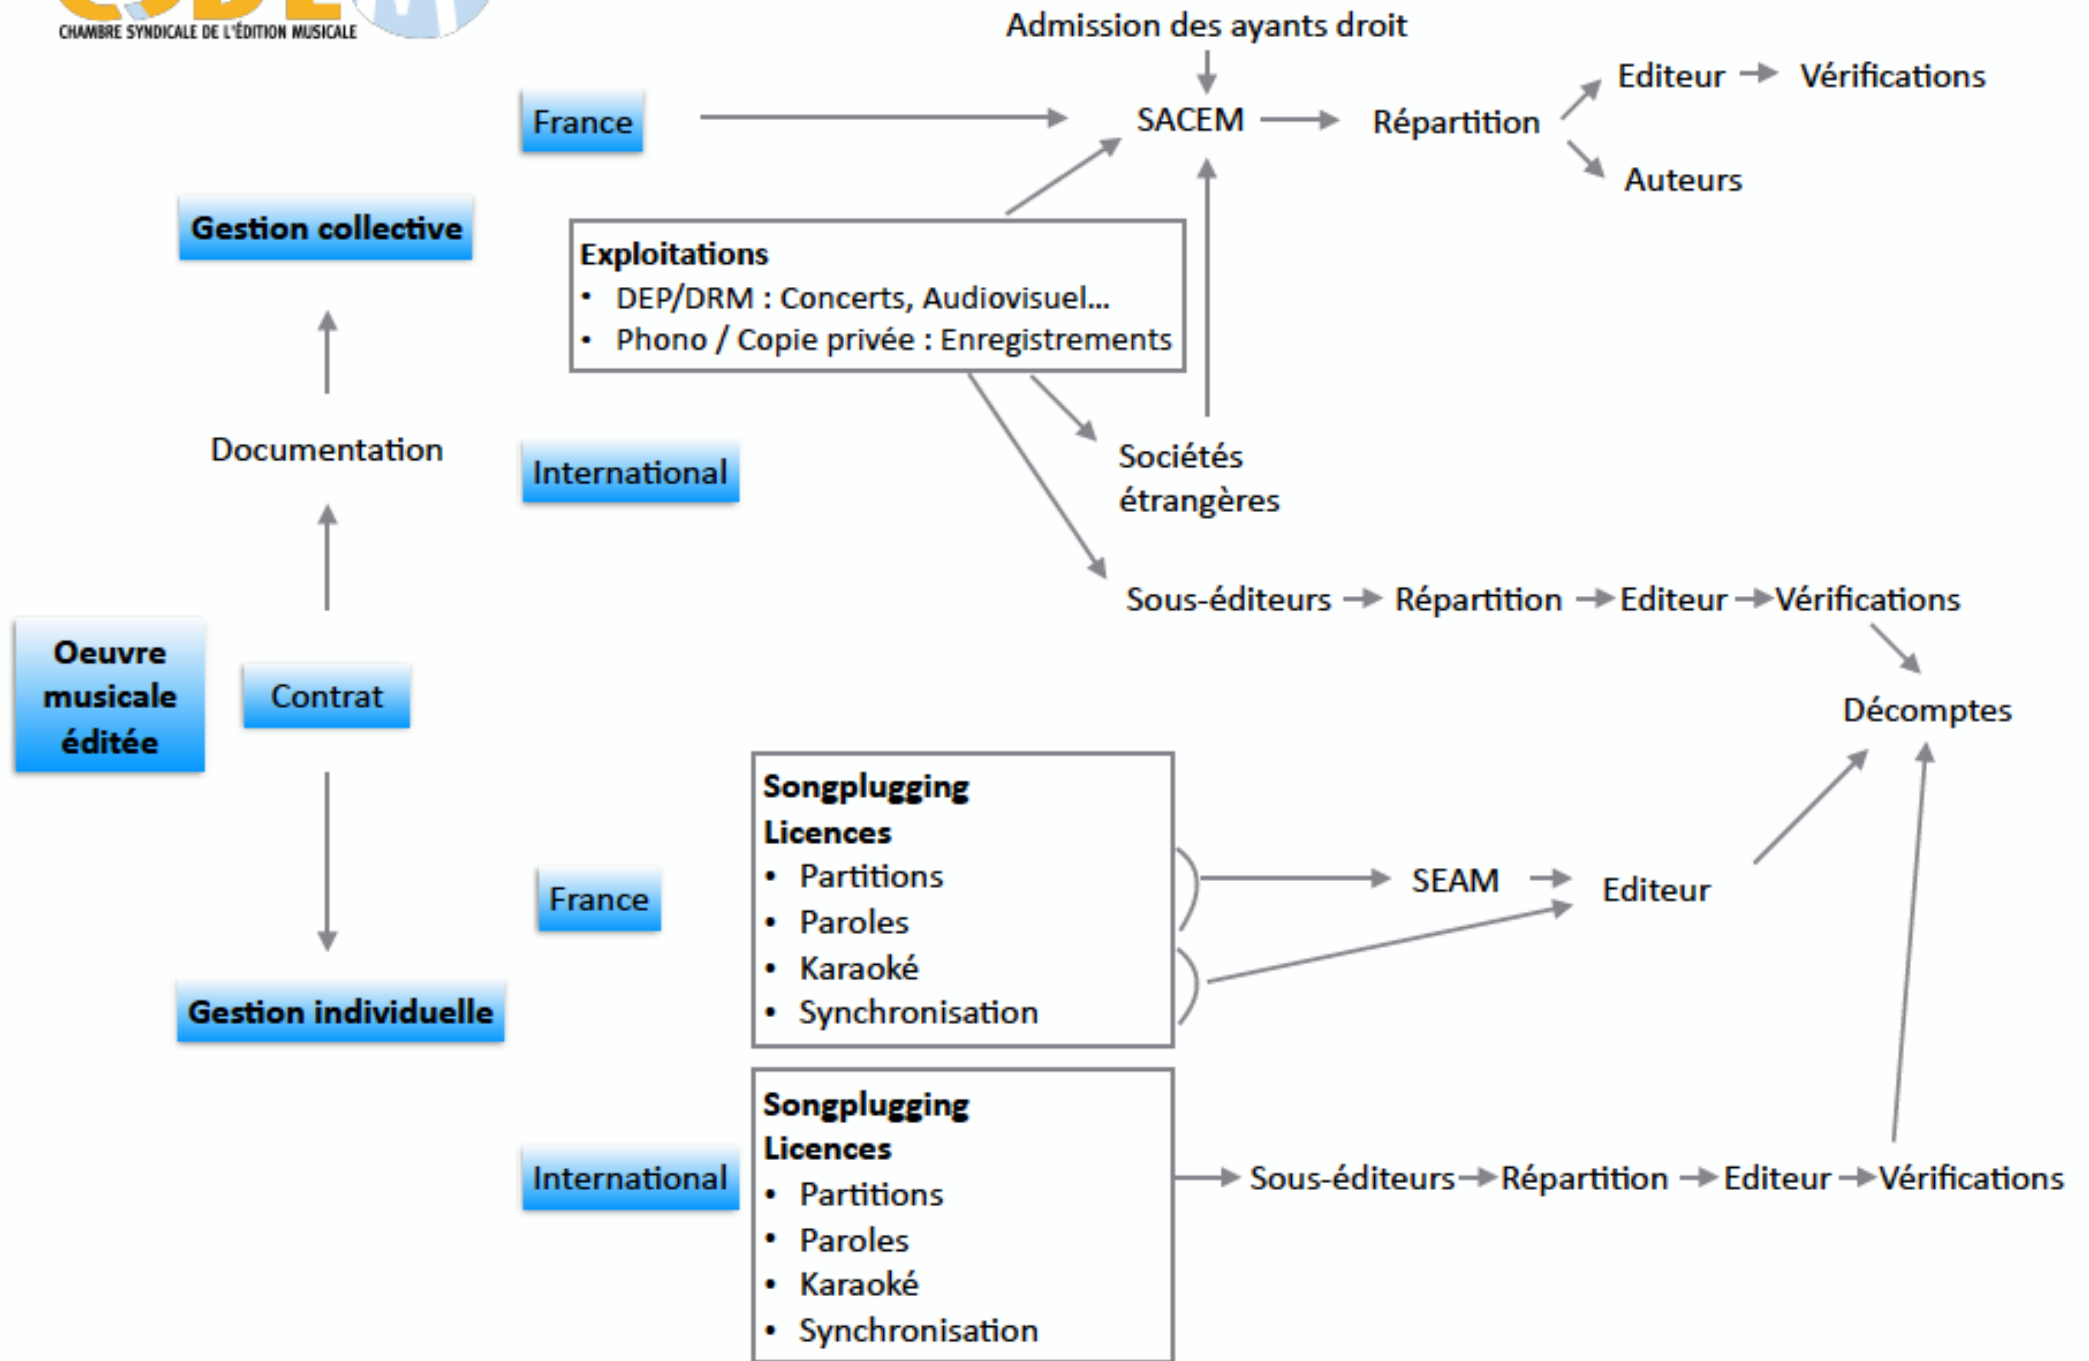 CSDEM
CHAMBRE SYNDICALE DE L'ÉDITION MUSICALE
Admission des ayants droit
France
SACEM
Répartition
Editeur
Vérifications
Auteurs
Gestion collective
Exploitations
• DEP/DRM : Concerts, Audiovisuel...
• Phono / Copie privée : Enregistrements
Documentation
International
Sociétés
étrangères
Sous-éditeurs
Répartition
Editeur
Vérifications
Oeuvre
musicale
éditée
Contrat
Décomptes
Songplugging
Licences
• Partitions
• Paroles
• Karaoké
• Synchronisation
France
SEAM
Editeur
Gestion individuelle
Songplugging
Licences
• Partitions
• Paroles
• Karaoké
• Synchronisation
International
Sous-éditeurs
Répartition
Editeur
Vérifications